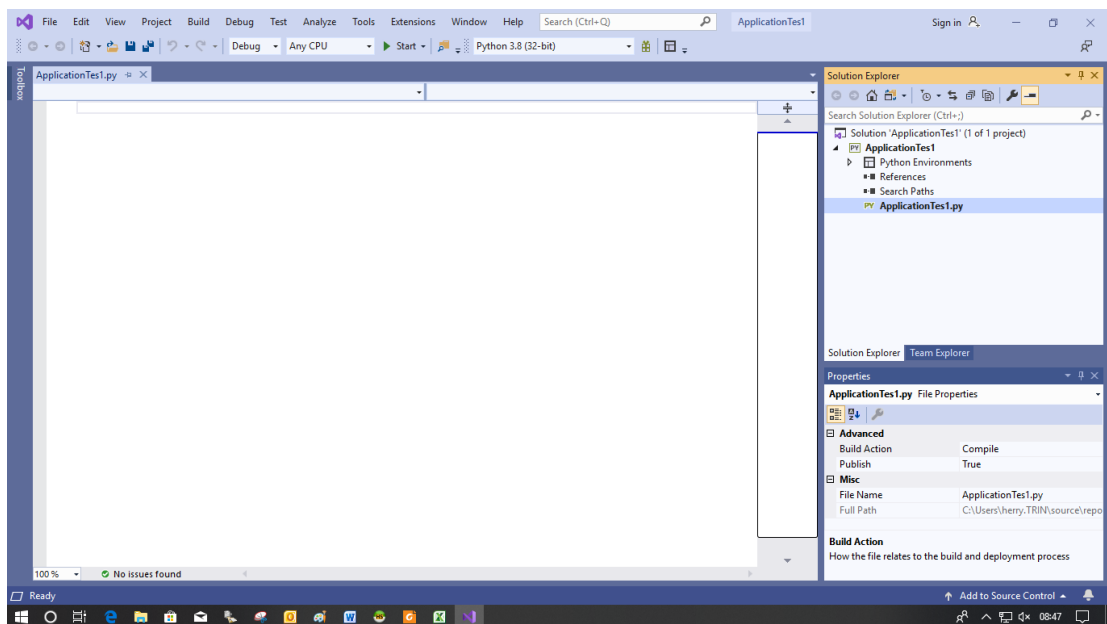 File Edit View Project Build Debug Test Analyze Tools Extensions Window Help Search (Ctrl+Q) ApplicationTes1 Sign in
Debug Any CPU Start Python 3.8 (32-bit)
Toolbox
ApplicationTes1.py
Solution Explorer
Search Solution Explorer (Ctrl+;)
Solution 'ApplicationTes1' (1 of 1 project)
PY ApplicationTes1
Python Environments
References
Search Paths
PY ApplicationTes1.py
Solution Explorer Team Explorer
Properties
ApplicationTes1.py File Properties
Advanced
Build Action Compile
Publish True
Misc
File Name ApplicationTes1.py
Full Path C:\Users\herry.TRIN\source\repo
Build Action
How the file relates to the build and deployment process
100 % No issues found
Ready Add to Source Control
08:47